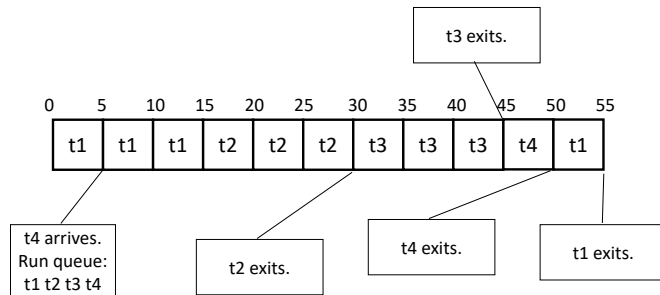 t3 exits.
0 5 10 15 20 25 30 35 40 45 50 55
t1 t1 t1 t2 t2 t2 t3 t3 t3 t4 t1
t4 arrives.
Run queue:
t1 t2 t3 t4
t2 exits.
t4 exits.
t1 exits.